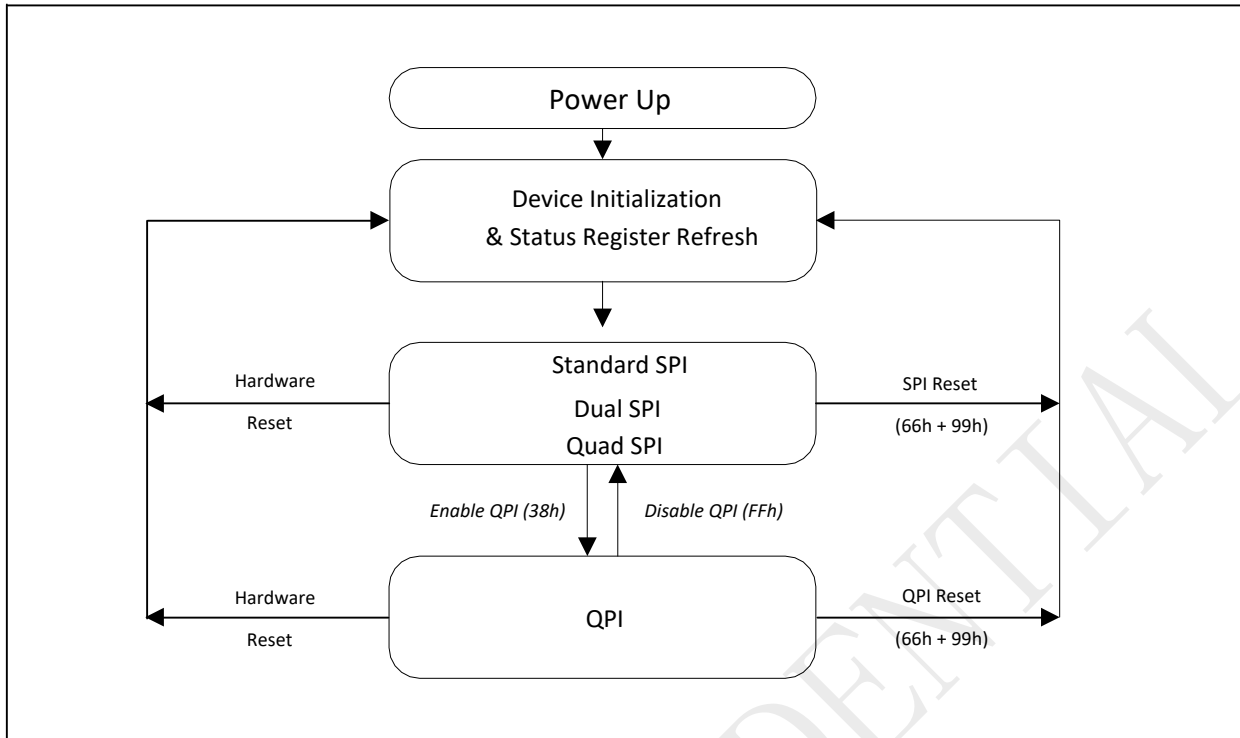 Power Up
Device Initialization
& Status Register Refresh
Standard SPI
Dual SPI
Quad SPI
Hardware
Reset
SPI Reset
(66h + 99h)
Enable QPI (38h)
Disable QPI (FFh)
QPI
Hardware
Reset
QPI Reset
(66h + 99h)
DENTIAL